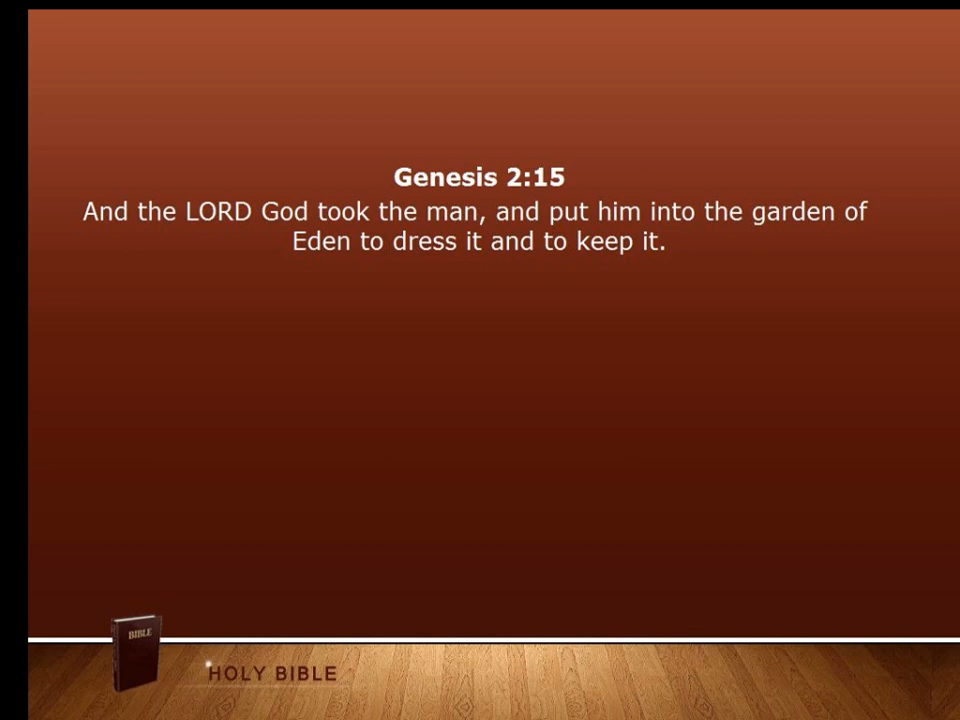 Genesis 2:15
And the LORD God took the man, and put him into the garden of
Eden to dress it and to keep it.
BIBLE
HOLY BIBLE